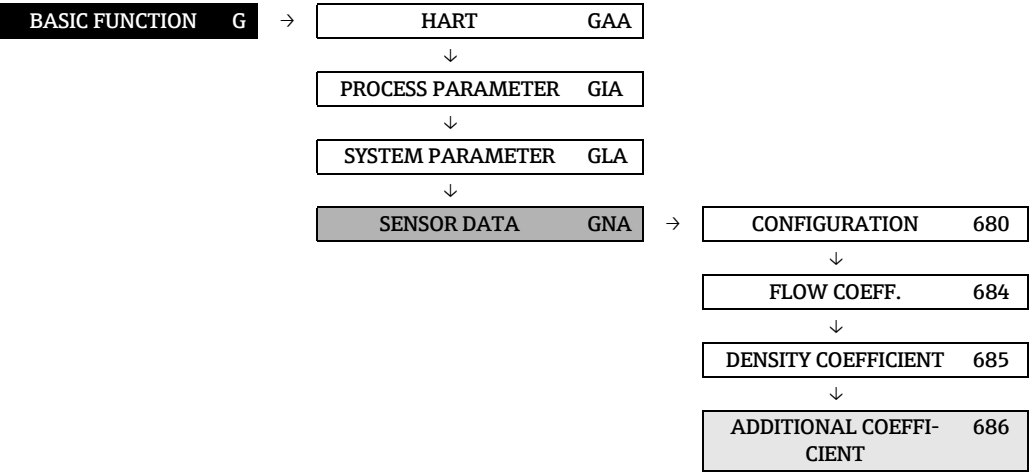 BASIC FUNCTION G → HART GAA
↓
PROCESS PARAMETER GIA
↓
SYSTEM PARAMETER GLA
↓
SENSOR DATA GNA → CONFIGURATION 680
↓
FLOW COEFF. 684
↓
DENSITY COEFFICIENT 685
↓
ADDITIONAL COEFFI- 686
CIENT